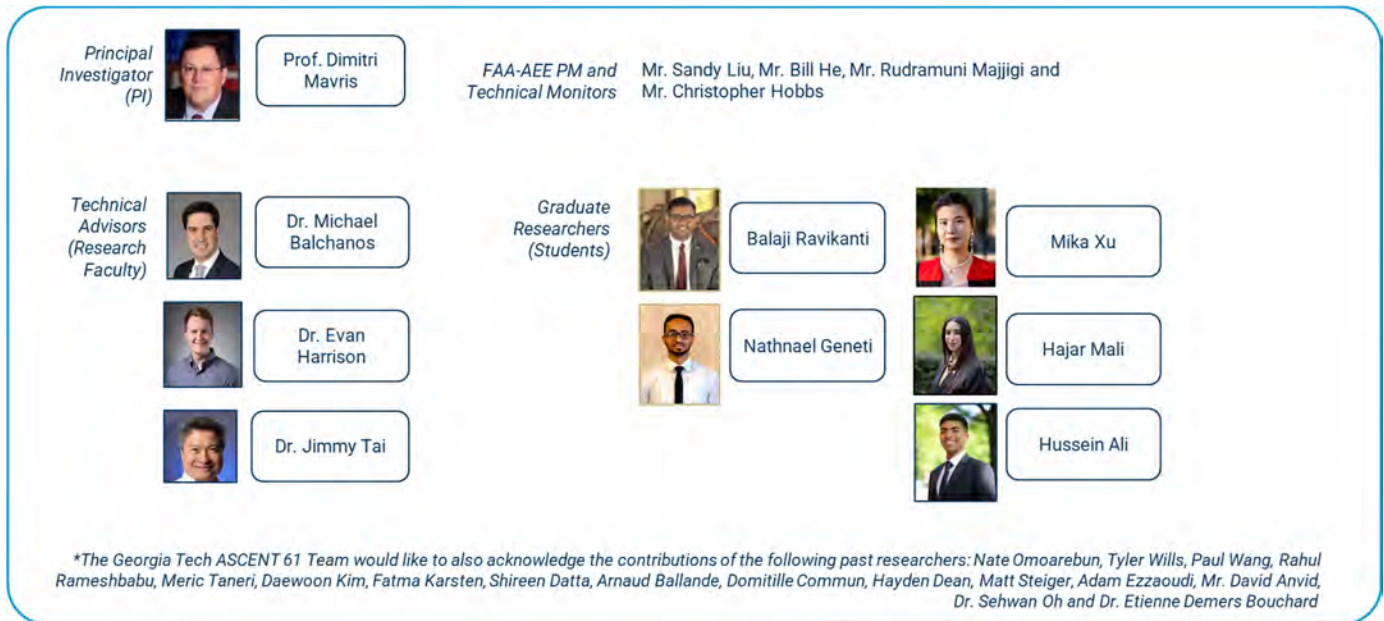 Principal
Investigator
(PI)
Prof. Dimitri
Mavris
FAA-AEE PM and
Technical Monitors
Mr. Sandy Liu, Mr. Bill He, Mr. Rudramuni Majjigi and
Mr. Christopher Hobbs
Technical
Advisors
(Research
Faculty)
Dr. Michael
Balchanos
Dr. Evan
Harrison
Dr. Jimmy Tai
Graduate
Researchers
(Students)
Balaji Ravikanti
Mika Xu
Nathnael Geneti
Hajar Mali
Hussein Ali
*The Georgia Tech ASCENT 61 Team would like to also acknowledge the contributions of the following past researchers: Nate Omoarebun, Tyler Wills, Paul Wang, Rahul
Rameshbabu, Meric Taneri, Daewoon Kim, Fatma Karsten, Shireen Datta, Arnaud Ballande, Domitille Commun, Hayden Dean, Matt Steiger, Adam Ezzaoudi, Mr. David Anvid,
Dr. Sehwan Oh and Dr. Etienne Demers Bouchard